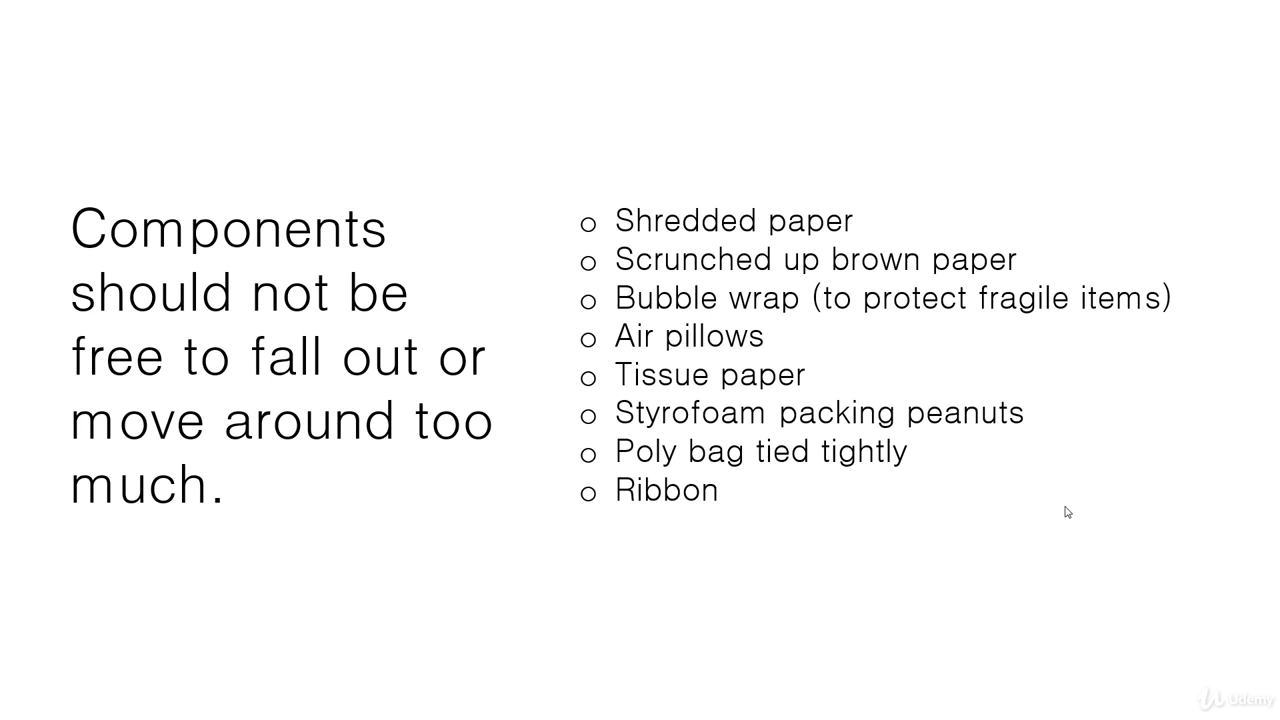 Components
should not be
free to fall out or
move around too
much.
o Shredded paper
o Scrunched up brown paper
o Bubble wrap (to protect fragile items)
o Air pillows
o Tissue paper
o Styrofoam packing peanuts
o Poly bag tied tightly
o Ribbon
Udemy